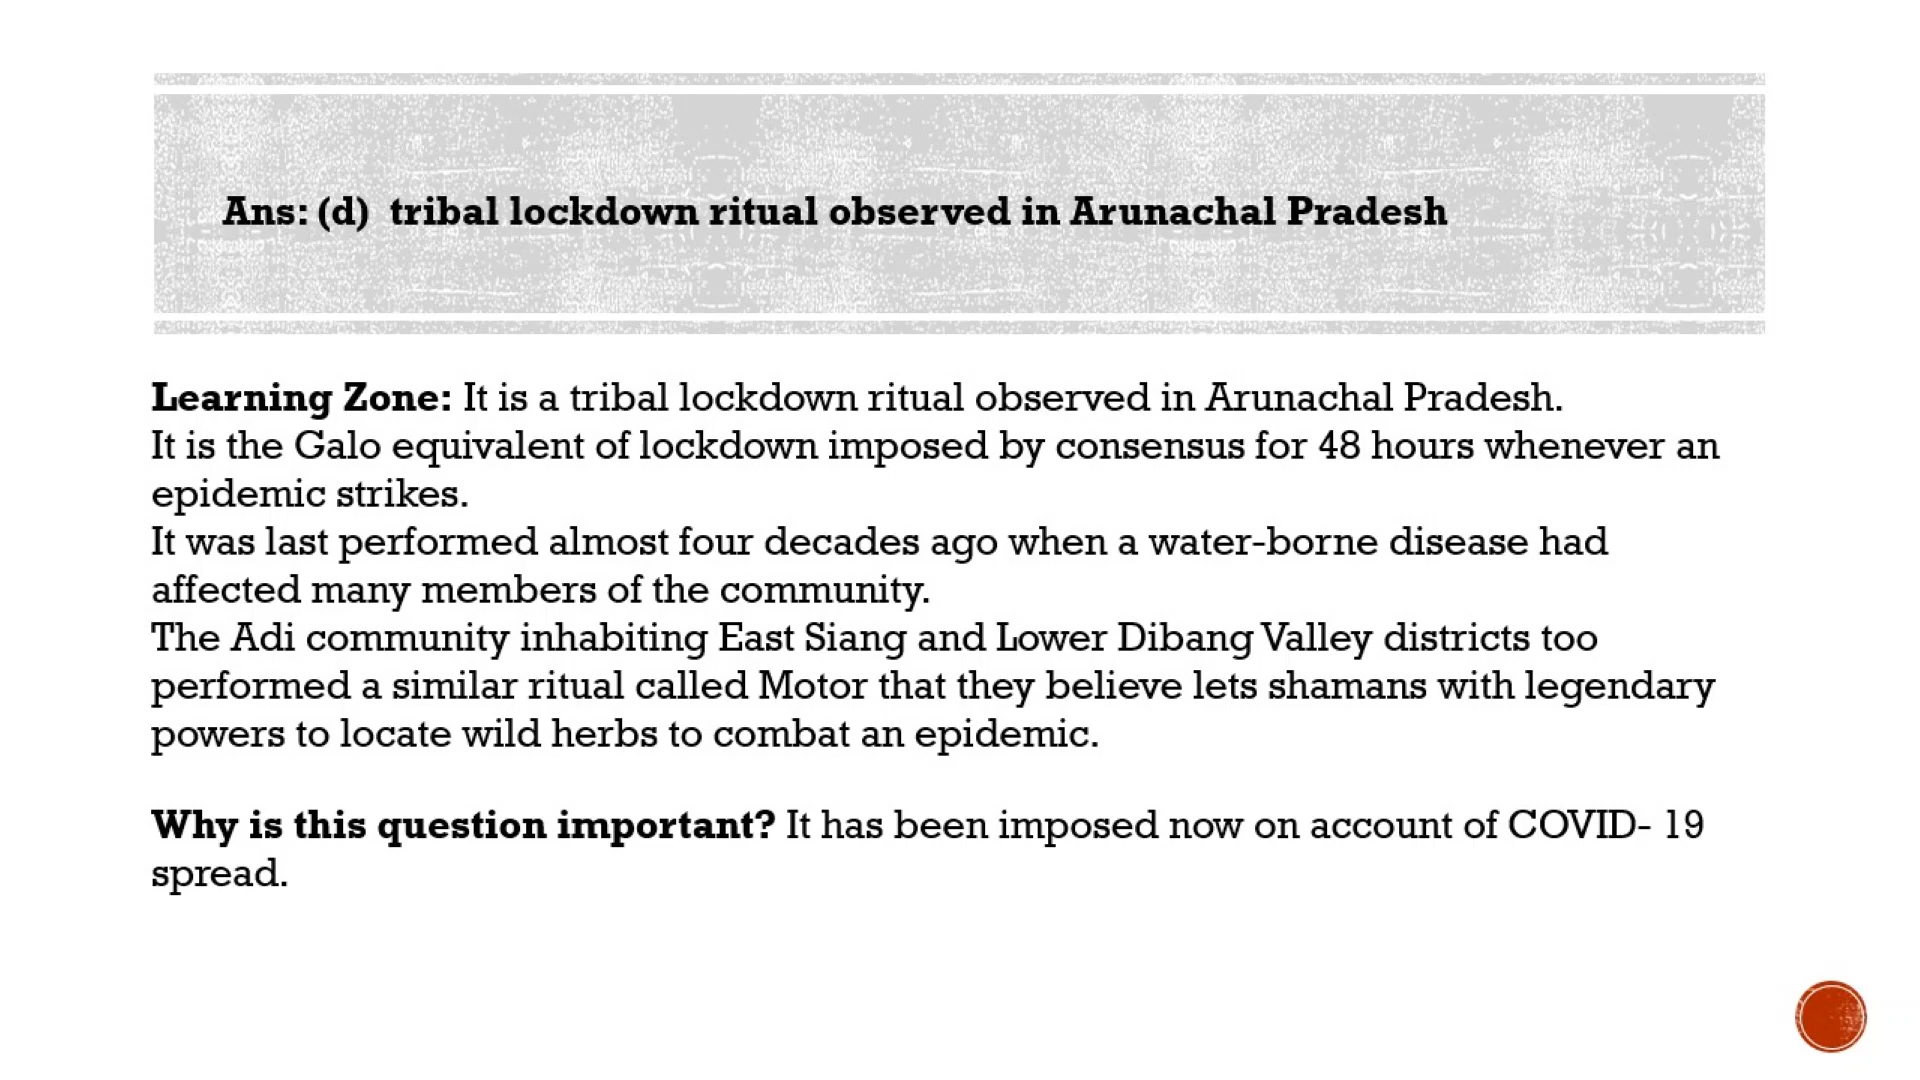 Ans: (d) tribal lockdown ritual observed in Arunachal Pradesh
Learning Zone: It is a tribal lockdown ritual observed in Arunachal Pradesh.
It is the Galo equivalent of lockdown imposed by consensus for 48 hours whenever an
epidemic strikes.
It was last performed almost four decades ago when a water-borne disease had
affected many members of the community.
The Adi community inhabiting East Siang and Lower Dibang Valley districts too
performed a similar ritual called Motor that they believe lets shamans with legendary
powers to locate wild herbs to combat an epidemic.
Why is this question important? It has been imposed now on account of COVID- 19
spread.